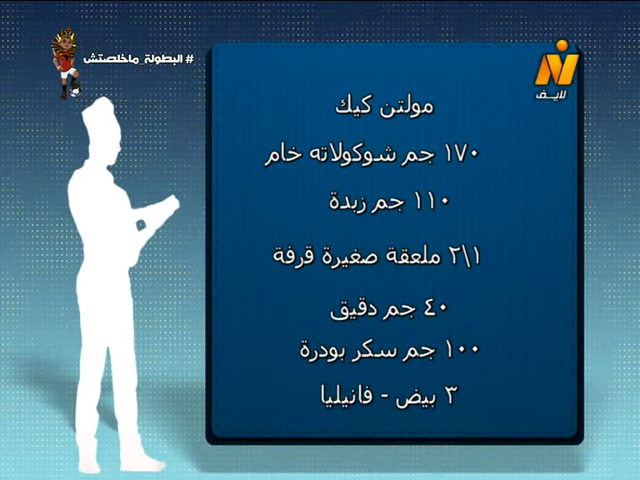 # البطولة_ماخلصتش
لايف
مولتن كيك
١٧٠ جم شوكولاته خام
١١٠ جم زبدة
١\٢ ملعقة صغيرة قرفة
٤٠ جم دقيق
١٠٠ جم سكر بودرة
٣ بيض - فانيليا